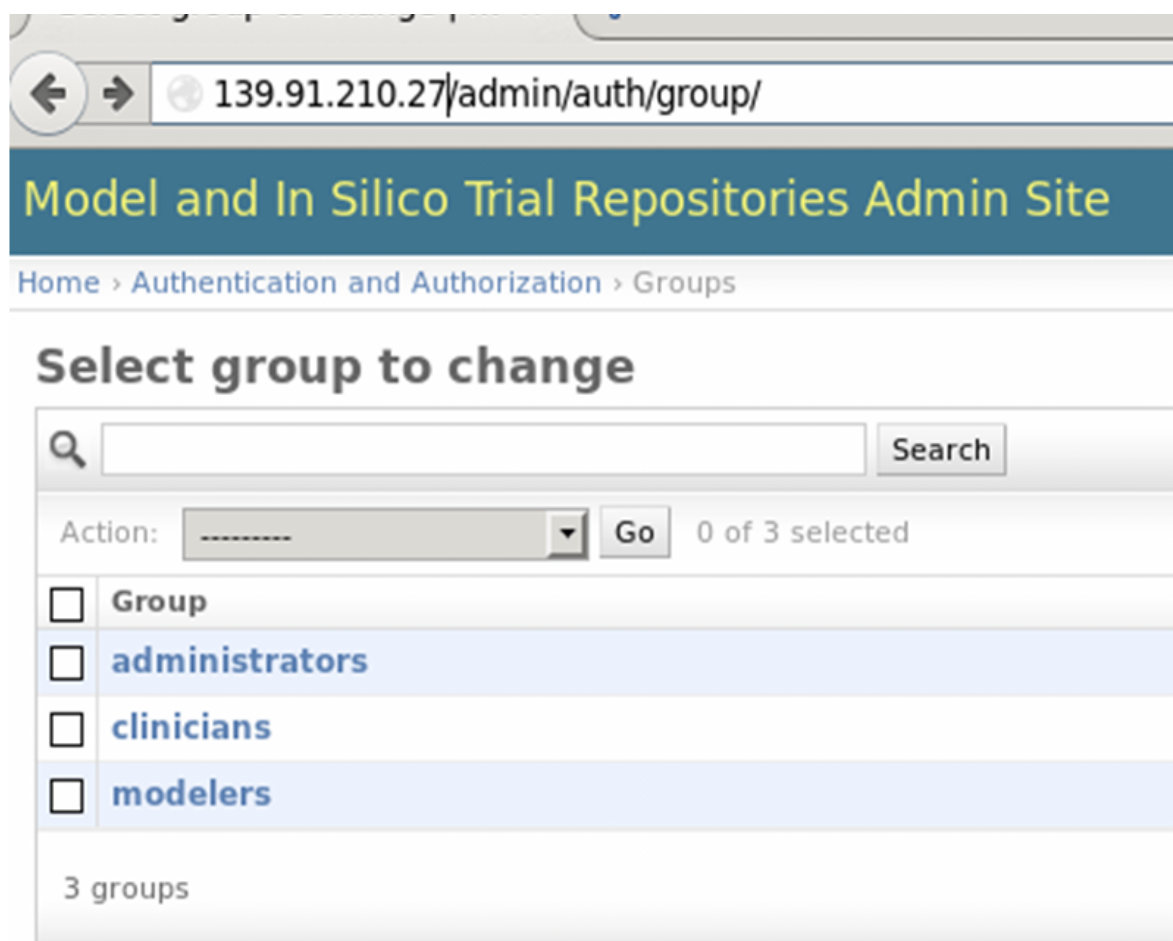 139.91.210.27/admin/auth/group/
Model and In Silico Trial Repositories Admin Site
Home › Authentication and Authorization › Groups
Select group to change
Search
Action: --------- Go 0 of 3 selected
Group
administrators
clinicians
modelers
3 groups